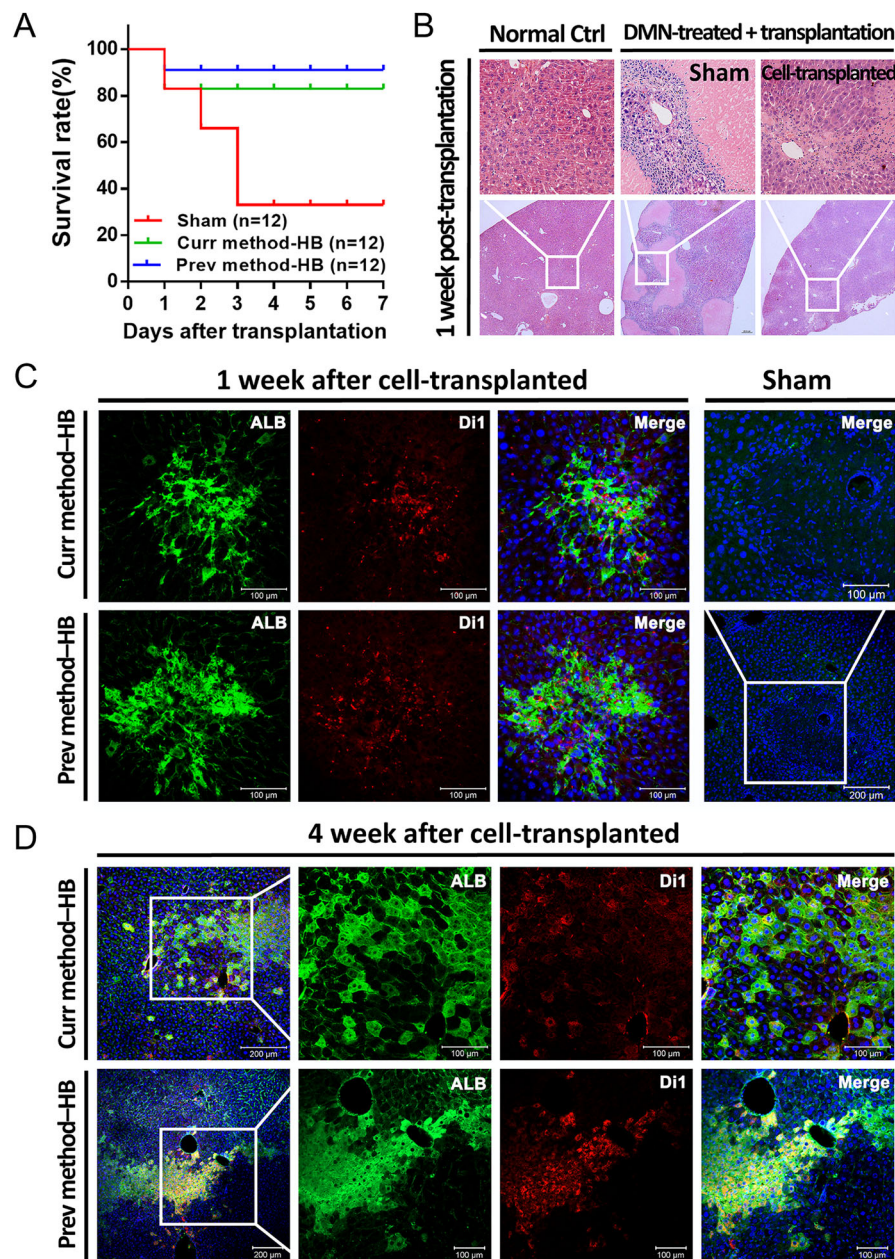 A
Survival rate(%)
100
80
60
40
20
0
Sham (n=12)
Curr method-HB (n=12)
Prev method-HB (n=12)
0 1 2 3 4 5 6 7
Days after transplantation
B
Normal Ctrl
DMN-treated + transplantation
1 week post-transplantation
Sham
Cell-transplanted
C
1 week after cell-transplanted
Sham
Curr method–HB
ALB
100 µm
Di1
100 µm
Merge
100 µm
Merge
100 µm
Prev method–HB
ALB
100 µm
Di1
100 µm
Merge
100 µm
200 µm
D
4 week after cell-transplanted
Curr method–HB
200 µm
ALB
100 µm
Di1
100 µm
Merge
100 µm
Prev method–HB
200 µm
ALB
100 µm
Di1
100 µm
Merge
100 µm